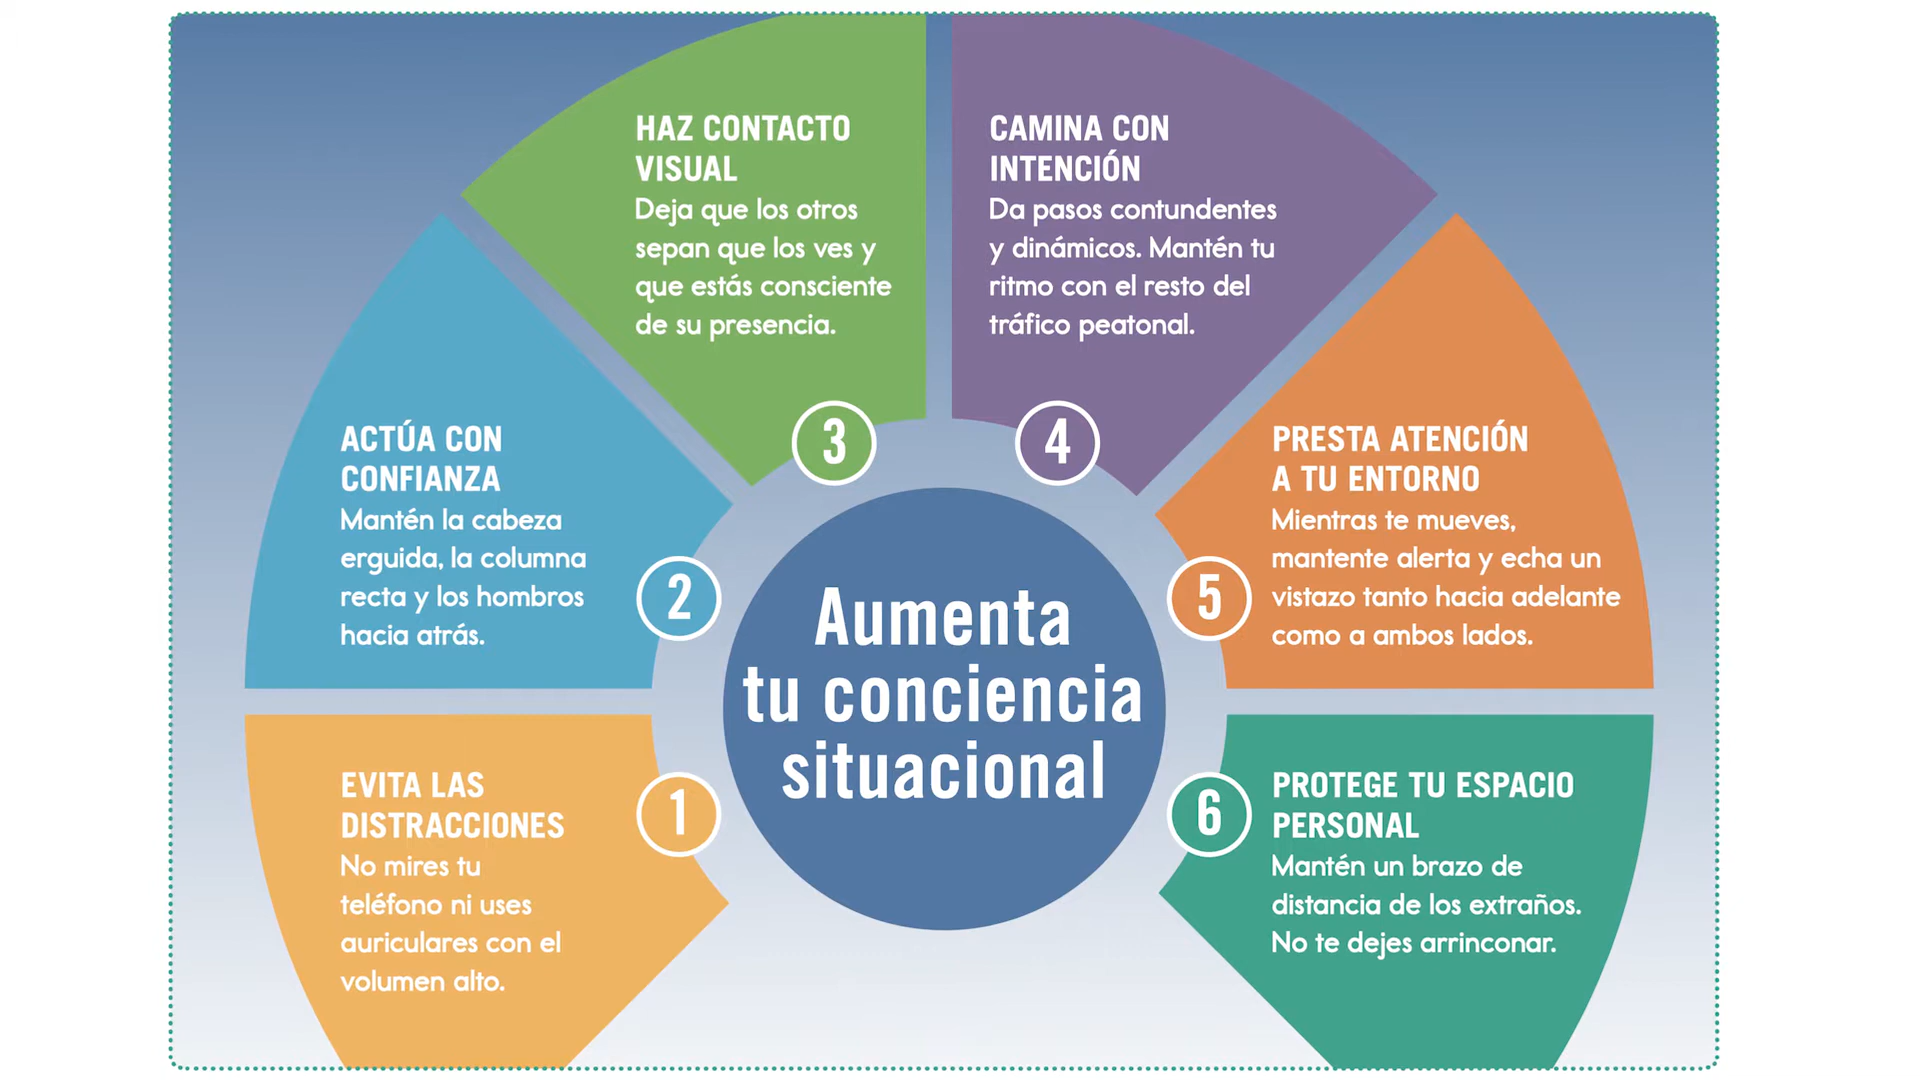 Aumenta
tu conciencia
situacional
1
EVITA LAS
DISTRACCIONES
No mires tu
teléfono ni uses
auriculares con el
volumen alto.
2
ACTÚA CON
CONFIANZA
Mantén la cabeza
erguida, la columna
recta y los hombros
hacia atrás.
3
HAZ CONTACTO
VISUAL
Deja que los otros
sepan que los ves y
que estás consciente
de su presencia.
4
CAMINA CON
INTENCIÓN
Da pasos contundentes
y dinámicos. Mantén tu
ritmo con el resto del
tráfico peatonal.
5
PRESTA ATENCIÓN
A TU ENTORNO
Mientras te mueves,
mantente alerta y echa un
vistazo tanto hacia adelante
como a ambos lados.
6
PROTEGE TU ESPACIO
PERSONAL
Mantén un brazo de
distancia de los extraños.
No te dejes arrinconar.